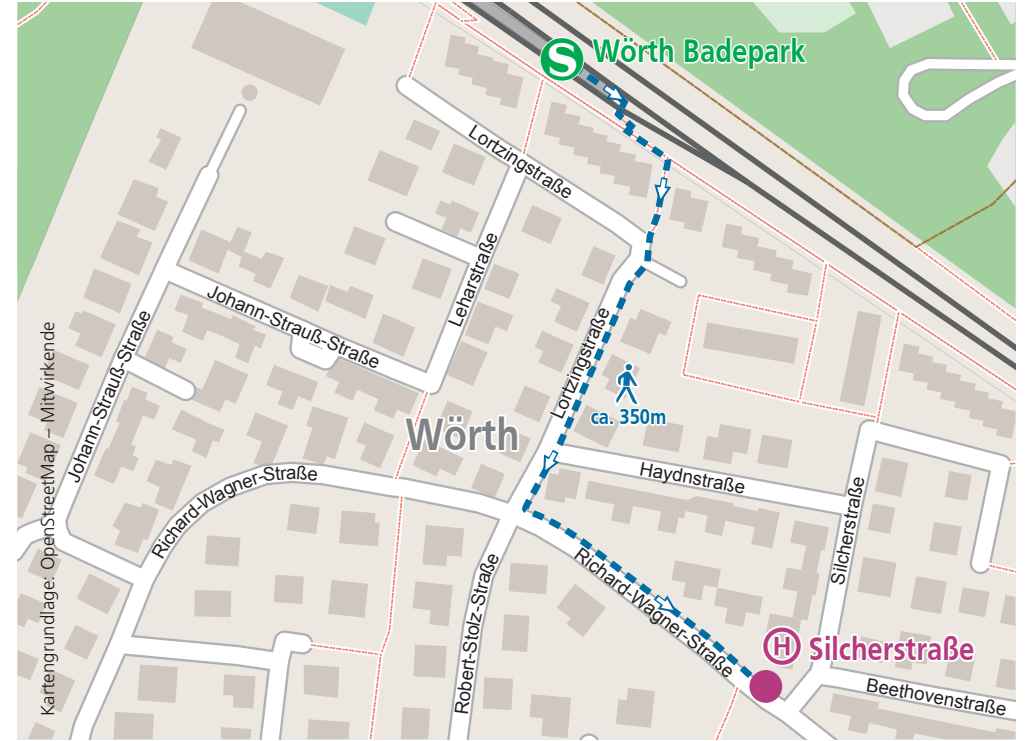 S Wörth Badepark
Lortzingstraße
Leharstraße
Johann-Strauß-Straße
Johann-Strauß-Straße
Lortzingstraße
ca. 350m
Wörth
Richard-Wagner-Straße
Haydnstraße
Silcherstraße
Richard-Wagner-Straße
Robert-Stolz-Straße
H Silcherstraße
Beethovenstraße
Kartengrundlage: OpenStreetMap – Mitwirkende